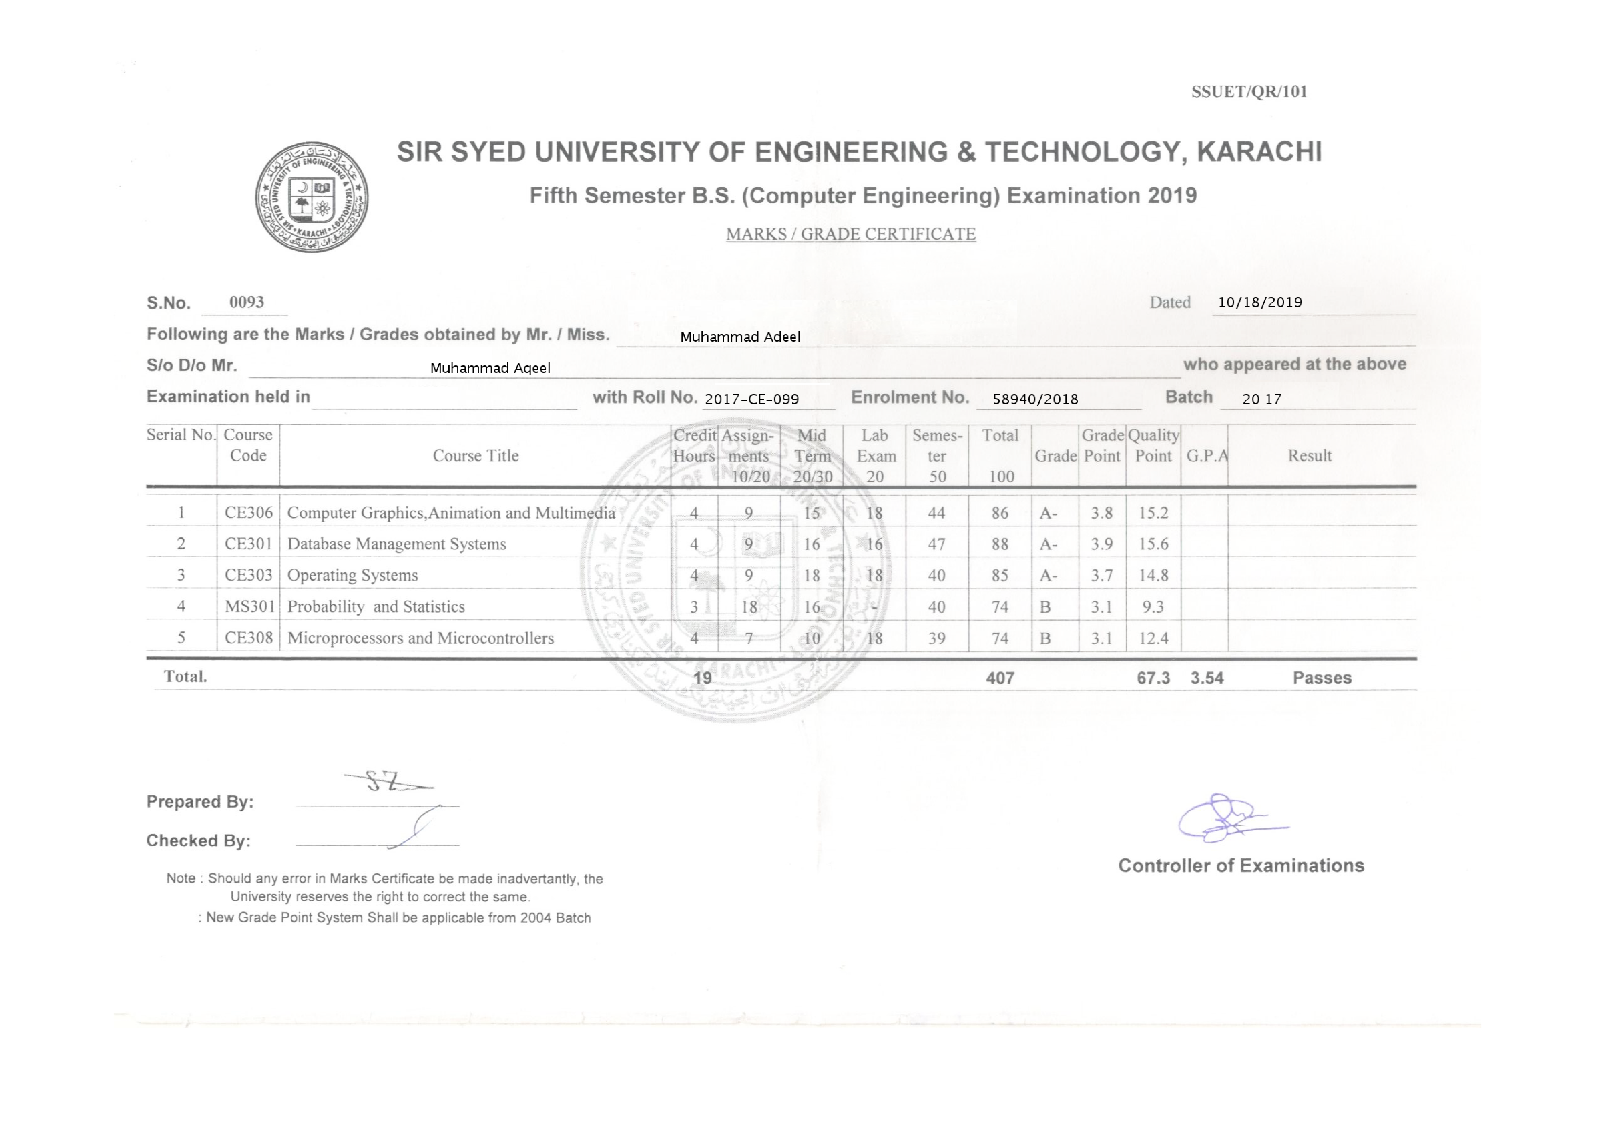 SSUET/QR/101
SIR SYED UNIVERSITY OF ENGINEERING & TECHNOLOGY, KARACHI
Fifth Semester B.S. (Computer Engineering) Examination 2019
MARKS / GRADE CERTIFICATE
S.No. 0093 Dated 10/18/2019
Following are the Marks / Grades obtained by Mr. / Miss. Muhammad Adeel
S/o D/o Mr. Muhammad Aqeel who appeared at the above
Examination held in with Roll No. 2017-CE-099 Enrolment No. 58940/2018 Batch 20 17
Serial No. Course Code Course Title Credit Hours Assign-ments 10/20 Mid Term 20/30 Lab Exam 20 Semes-ter 50 Total 100 Grade Grade Point Quality Point G.P.A Result
1 CE306 Computer Graphics,Animation and Multimedia 4 9 15 18 44 86 A- 3.8 15.2
2 CE301 Database Management Systems 4 9 16 16 47 88 A- 3.9 15.6
3 CE303 Operating Systems 4 9 18 18 40 85 A- 3.7 14.8
4 MS301 Probability and Statistics 3 18 16 - 40 74 B 3.1 9.3
5 CE308 Microprocessors and Microcontrollers 4 7 10 18 39 74 B 3.1 12.4
Total. 19 407 67.3 3.54 Passes
Prepared By:
Checked By:
Controller of Examinations
Note : Should any error in Marks Certificate be made inadvertantly, the
University reserves the right to correct the same.
: New Grade Point System Shall be applicable from 2004 Batch